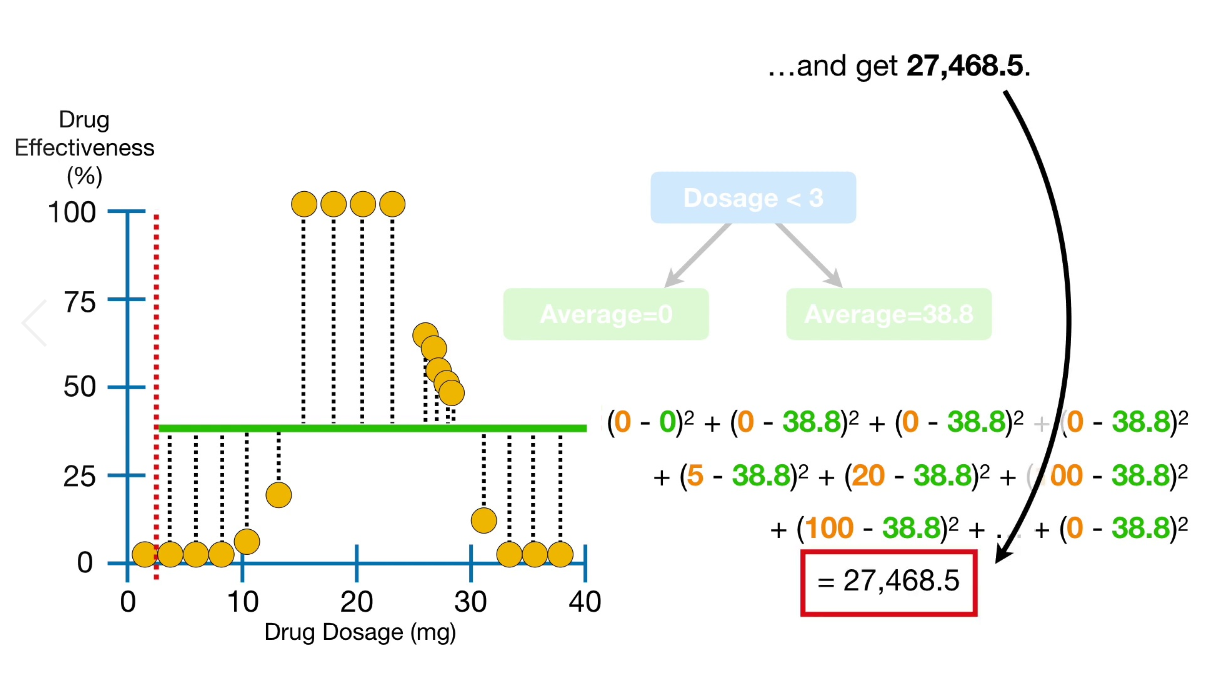 …and get 27,468.5.
Drug
Effectiveness
(%)
100
75
50
25
0
0 10 20 30 40
Drug Dosage (mg)
Dosage < 3
Average=0 Average=38.8
(0 - 0)² + (0 - 38.8)² + (0 - 38.8)² + (0 - 38.8)²
+ (5 - 38.8)² + (20 - 38.8)² + (100 - 38.8)²
+ (100 - 38.8)² + … + (0 - 38.8)²
= 27,468.5